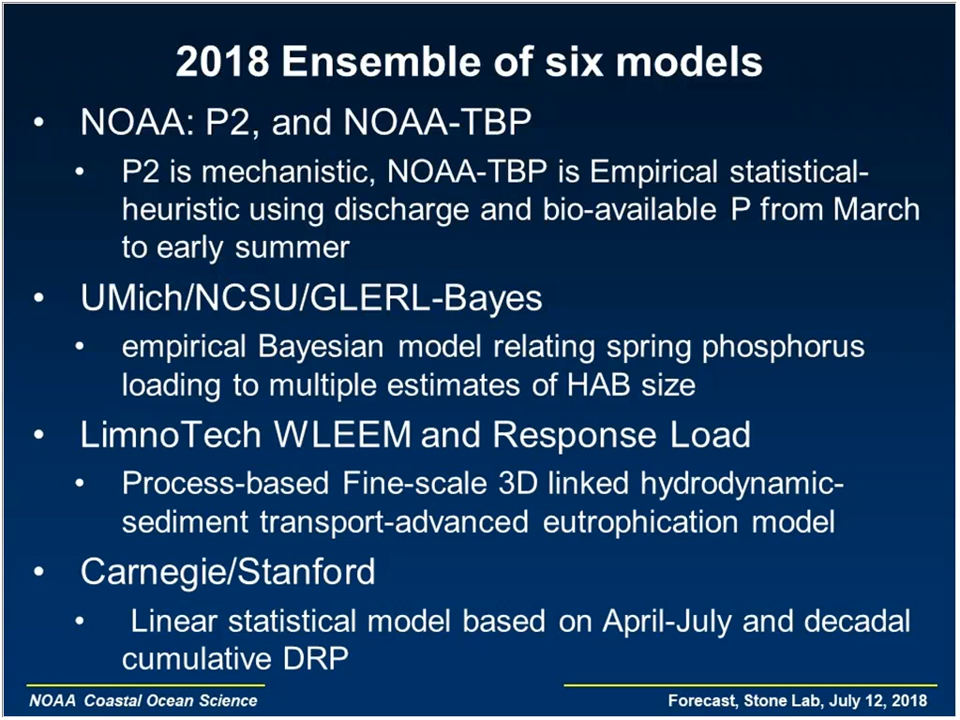 2018 Ensemble of six models
• NOAA: P2, and NOAA-TBP
• P2 is mechanistic, NOAA-TBP is Empirical statistical-
heuristic using discharge and bio-available P from March
to early summer
• UMich/NCSU/GLERL-Bayes
• empirical Bayesian model relating spring phosphorus
loading to multiple estimates of HAB size
• LimnoTech WLEEM and Response Load
• Process-based Fine-scale 3D linked hydrodynamic-
sediment transport-advanced eutrophication model
• Carnegie/Stanford
• Linear statistical model based on April-July and decadal
cumulative DRP
NOAA Coastal Ocean Science
Forecast, Stone Lab, July 12, 2018